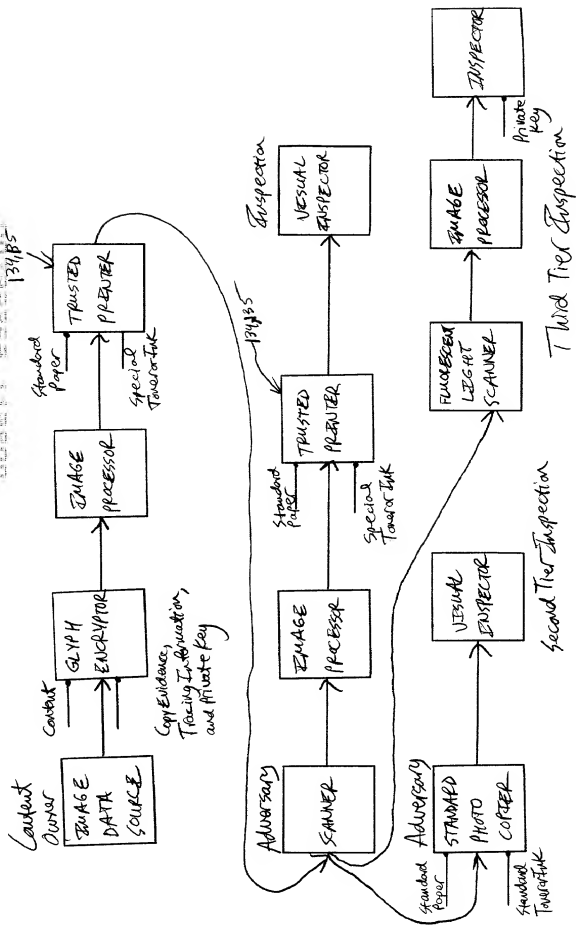 Content
Owner
IMAGE
DATA
SOURCE
Content
GLYPH
ENCRYPTOR
Copy Evidence,
Tracing Information,
and Private Key
IMAGE
PROCESSOR
Standard
Paper
TRUSTED
PRINTER
Special
Toner or Ink
134,135
Adversary
SCANNER
IMAGE
PROCESSOR
Standard
Paper
TRUSTED
PRINTER
Special
Toner or Ink
134,135
Inspection
VISUAL
INSPECTOR
Adversary
Standard
Paper
STANDARD
PHOTO
COPIER
Standard
Toner or Ink
VISUAL
INSPECTOR
Second Tier Inspection
FLUORESCENT
LIGHT
SCANNER
IMAGE
PROCESSOR
INSPECTOR
Private
Key
Third Tier Inspection